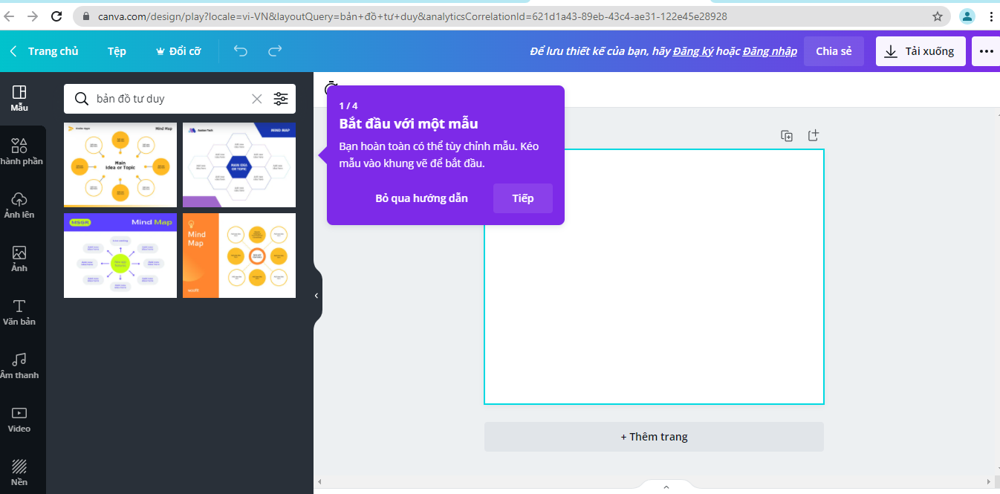 canva.com/design/play?locale=vi-VN&layoutQuery=bản+đồ+tư+duy&analyticsCorrelationId=621d1a43-89eb-43c4-ae31-122e45e28928
Trang chủ
Tệp
Đổi cỡ
Để lưu thiết kế của bạn, hãy Đăng ký hoặc Đăng nhập
Chia sẻ
Tải xuống
Mẫu
hành phần
Ảnh lên
Ảnh
Văn bản
Âm thanh
Video
Nền
bản đồ tư duy
Mind Map
Main
Idea or Topic
MIND MAP
MAIN IDEA
OR TOPIC
MSGR
Mind Map
Mind
Map
1 / 4
Bắt đầu với một mẫu
Bạn hoàn toàn có thể tùy chỉnh mẫu. Kéo
mẫu vào khung vẽ để bắt đầu.
Bỏ qua hướng dẫn
Tiếp
+ Thêm trang